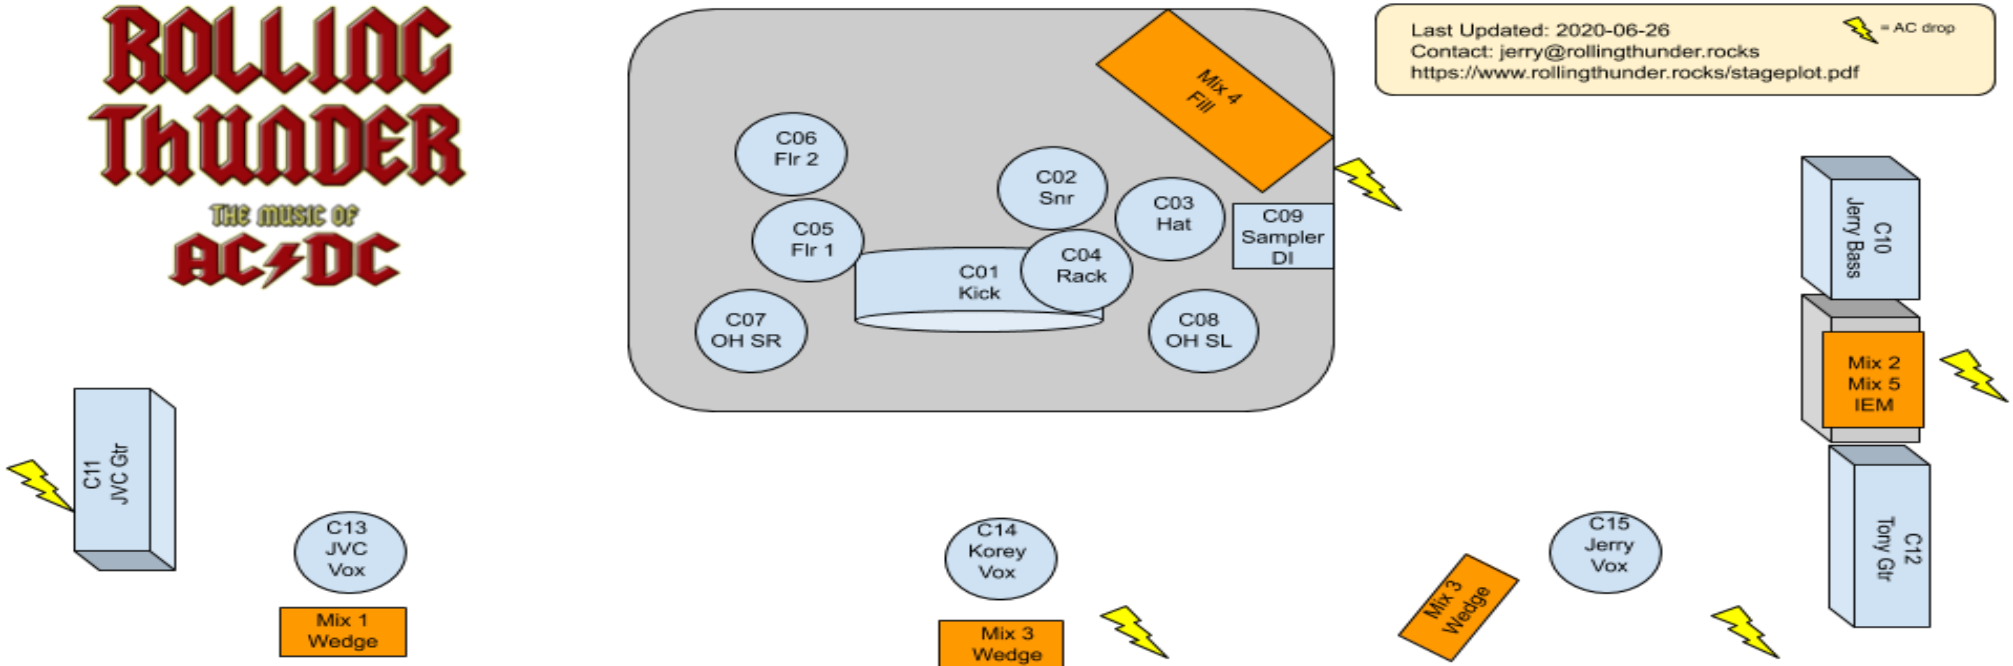 ROLLING
THUNDER
THE MUSIC OF
AC⚡DC
Last Updated: 2020-06-26
= AC drop
Contact: jerry@rollingthunder.rocks
https://www.rollingthunder.rocks/stageplot.pdf
Mix 4
Fill
C06
Flr 2
C02
Snr
C03
Hat
C09
Sampler
DI
C05
Flr 1
C04
Rack
C01
Kick
C07
OH SR
C08
OH SL
C10
Jerry Bass
Mix 2
Mix 5
IEM
C11
JVC Gtr
C12
Tony Gtr
C13
JVC
Vox
C14
Korey
Vox
C15
Jerry
Vox
Mix 1
Wedge
Mix 3
Wedge
Mix 3
Wedge